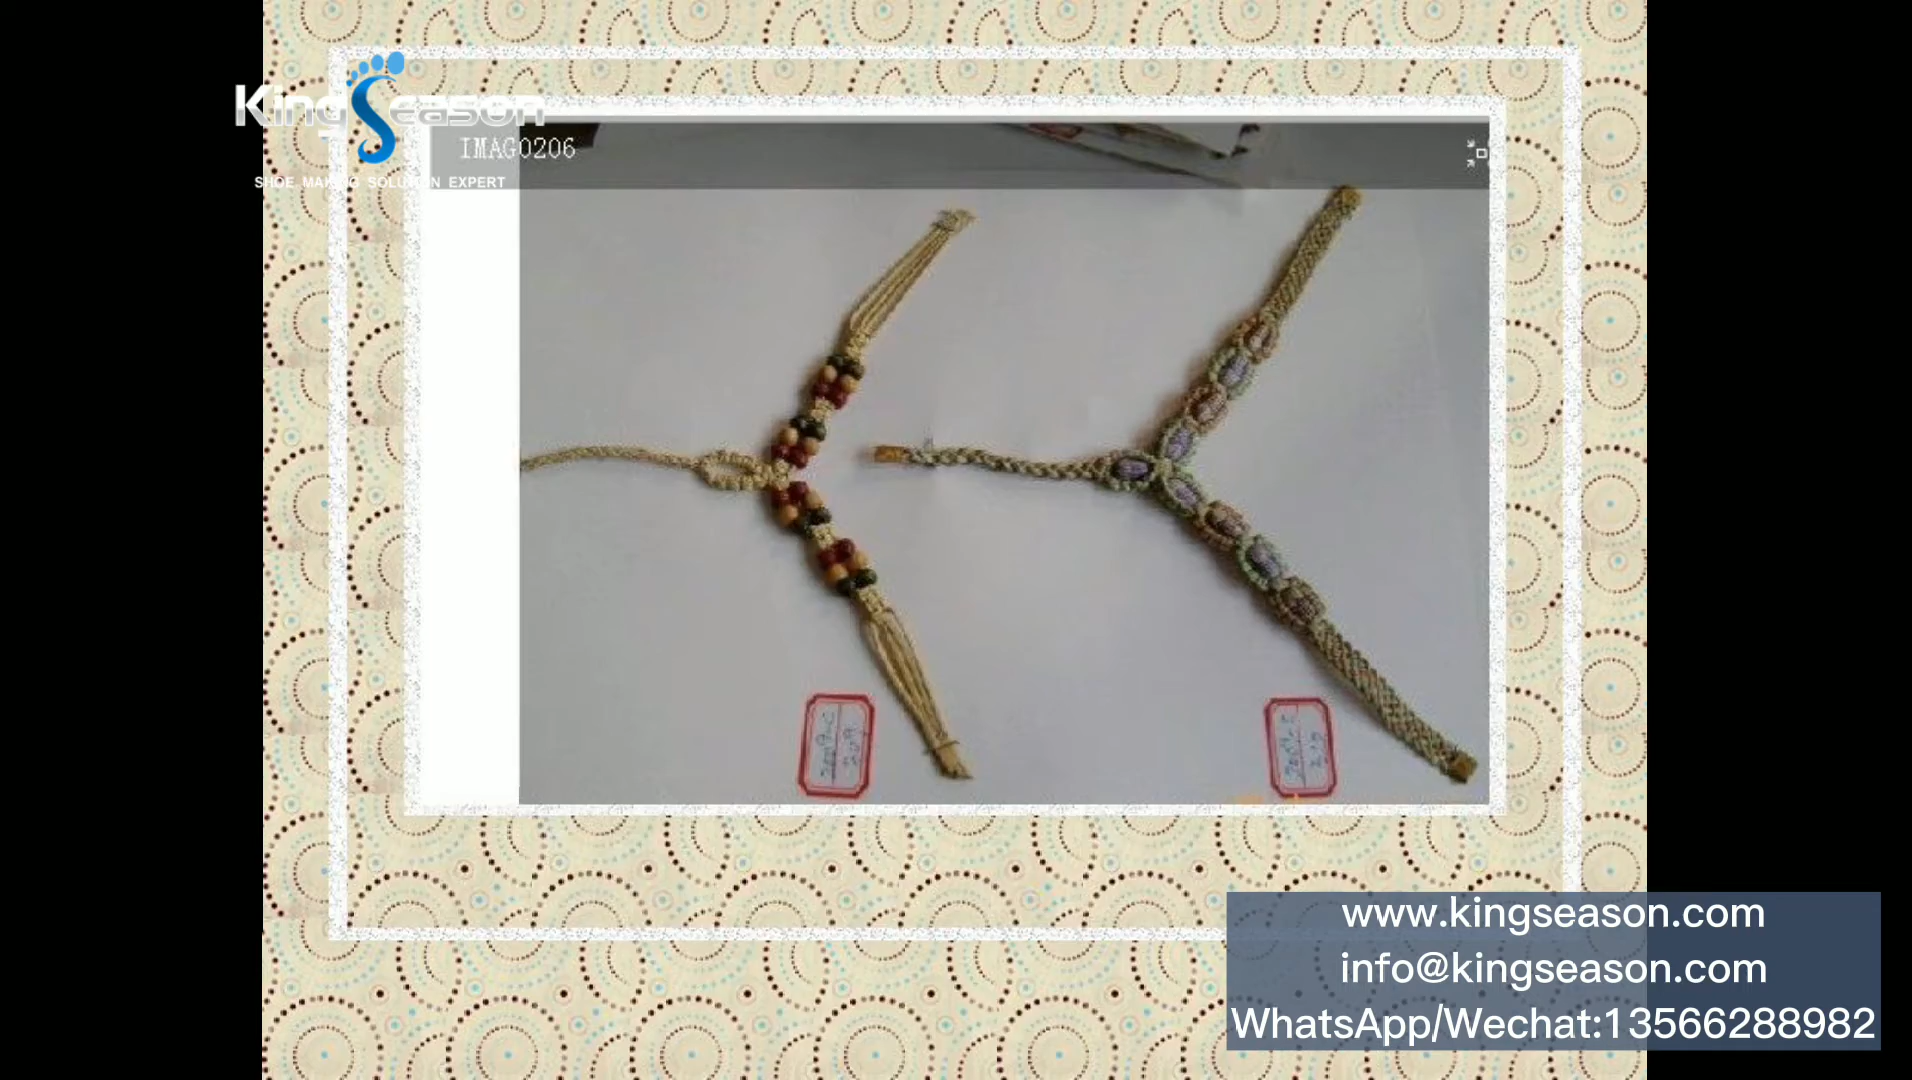 KingSeason
IMAG0206
SHOE MAKING SOLUTION EXPERT
www.kingseason.com
info@kingseason.com
WhatsApp/Wechat:13566288982